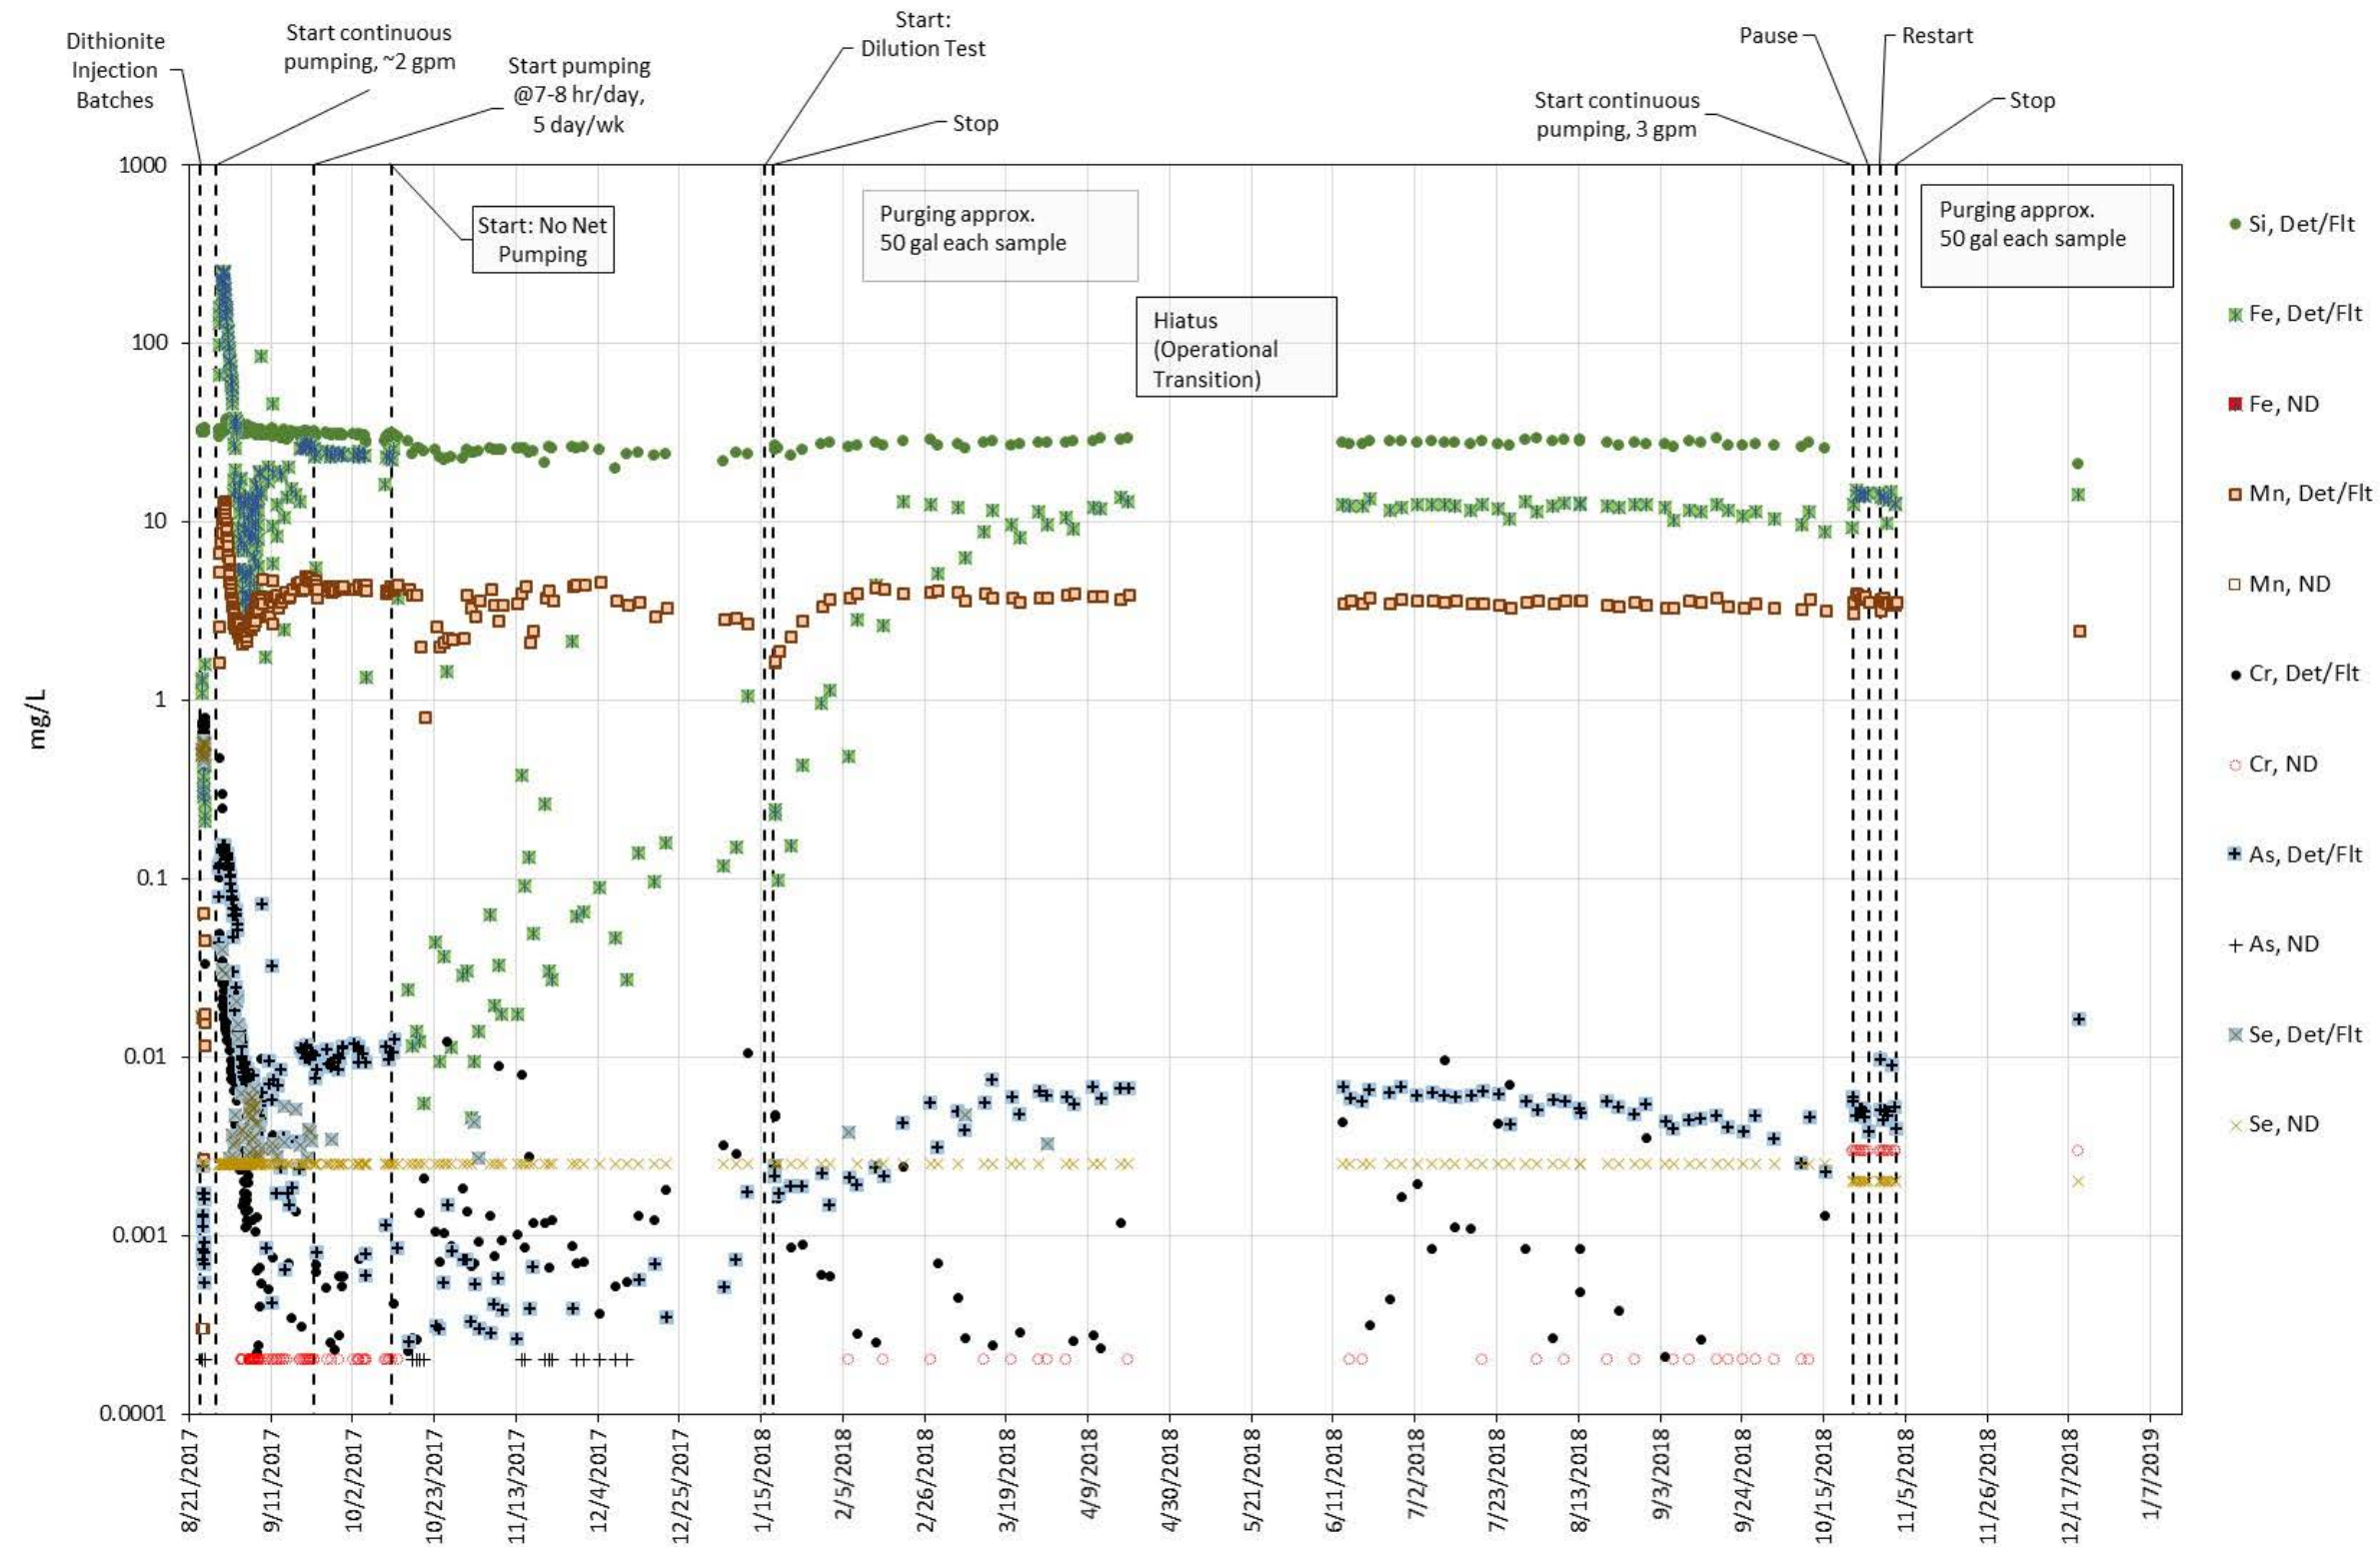 Dithionite
Injection
Batches
Start continuous
pumping, ~2 gpm
Start pumping
@7-8 hr/day,
5 day/wk
Start:
Dilution Test
Stop
Start continuous
pumping, 3 gpm
Pause
Restart
Stop
Start: No Net
Pumping
Purging approx.
50 gal each sample
Hiatus
(Operational
Transition)
Purging approx.
50 gal each sample
mg/L
1000
100
10
1
0.1
0.01
0.001
0.0001
8/21/2017
9/11/2017
10/2/2017
10/23/2017
11/13/2017
12/4/2017
12/25/2017
1/15/2018
2/5/2018
2/26/2018
3/19/2018
4/9/2018
4/30/2018
5/21/2018
6/11/2018
7/2/2018
7/23/2018
8/13/2018
9/3/2018
9/24/2018
10/15/2018
11/5/2018
11/26/2018
12/17/2018
1/7/2019
Si, Det/Flt
Fe, Det/Flt
Fe, ND
Mn, Det/Flt
Mn, ND
Cr, Det/Flt
Cr, ND
As, Det/Flt
As, ND
Se, Det/Flt
Se, ND